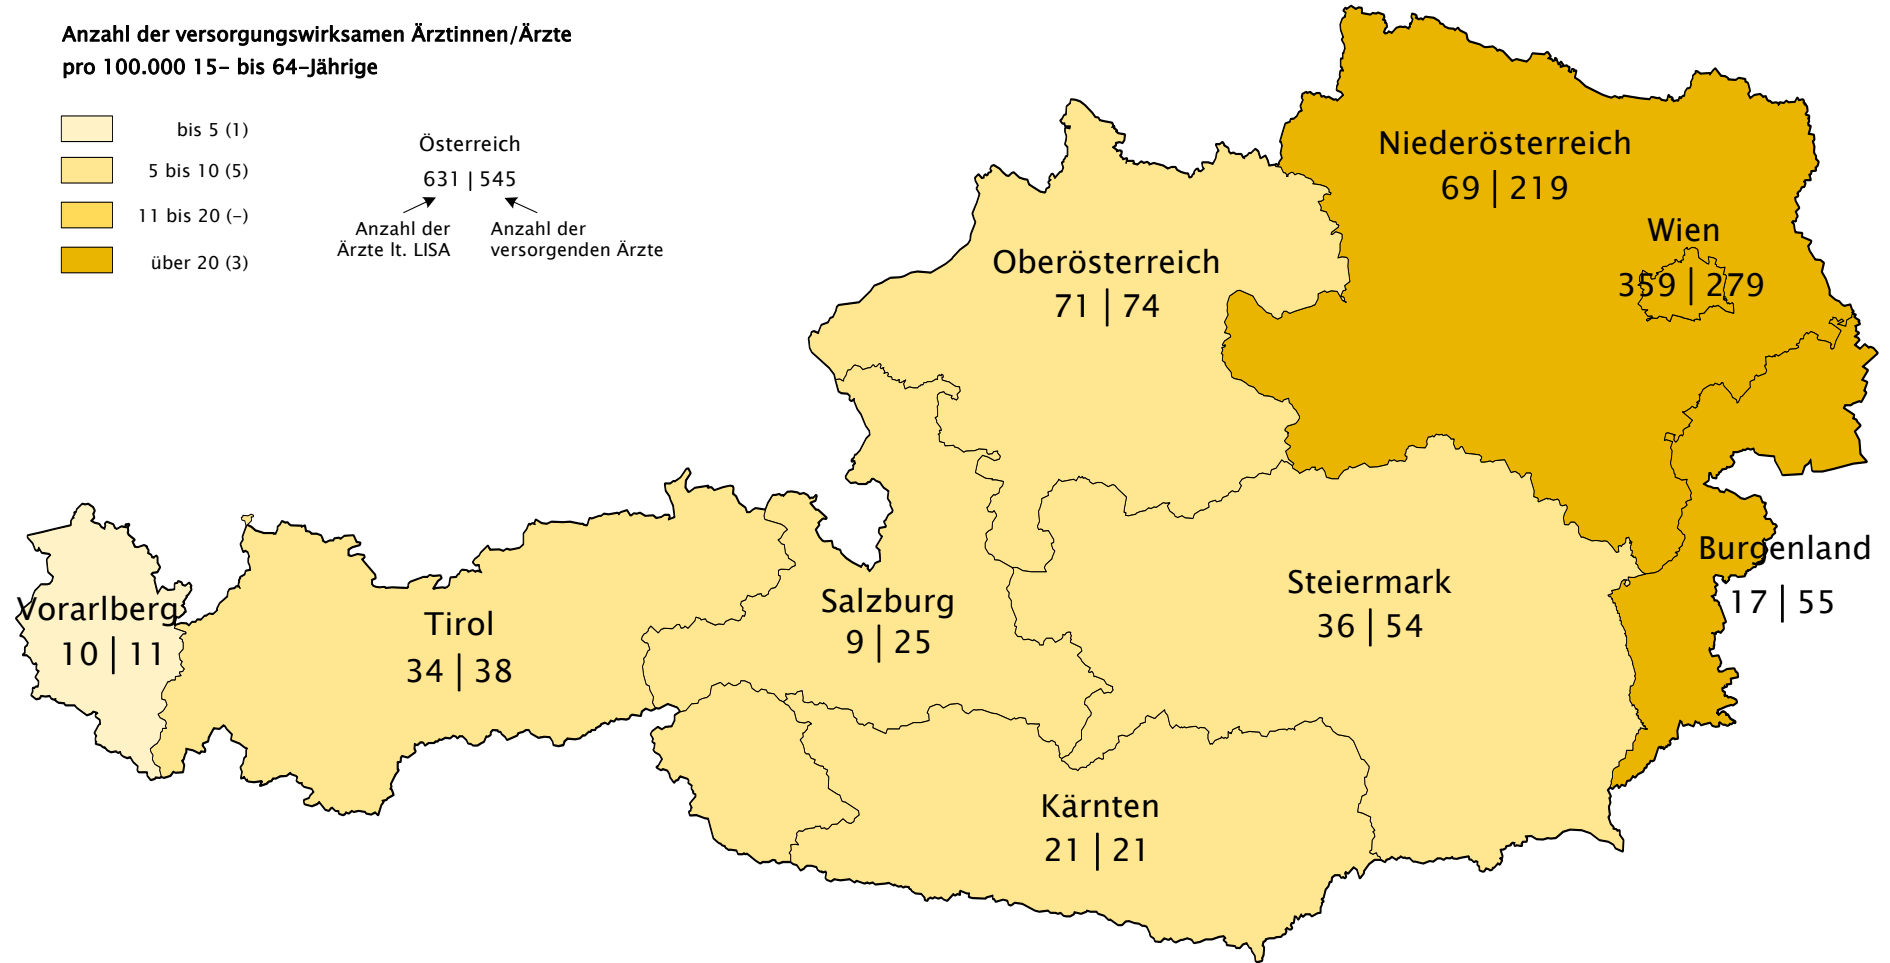 Anzahl der versorgungswirksamen Ärztinnen/Ärzte
pro 100.000 15- bis 64-Jährige
bis 5 (1)
5 bis 10 (5)
11 bis 20 (-)
über 20 (3)
Österreich
631 | 545
Anzahl der
Ärzte lt. LISA
Anzahl der
versorgenden Ärzte
Niederösterreich
69 | 219
Wien
359 | 279
Oberösterreich
71 | 74
Burgenland
17 | 55
Steiermark
36 | 54
Salzburg
9 | 25
Vorarlberg
10 | 11
Tirol
34 | 38
Kärnten
21 | 21